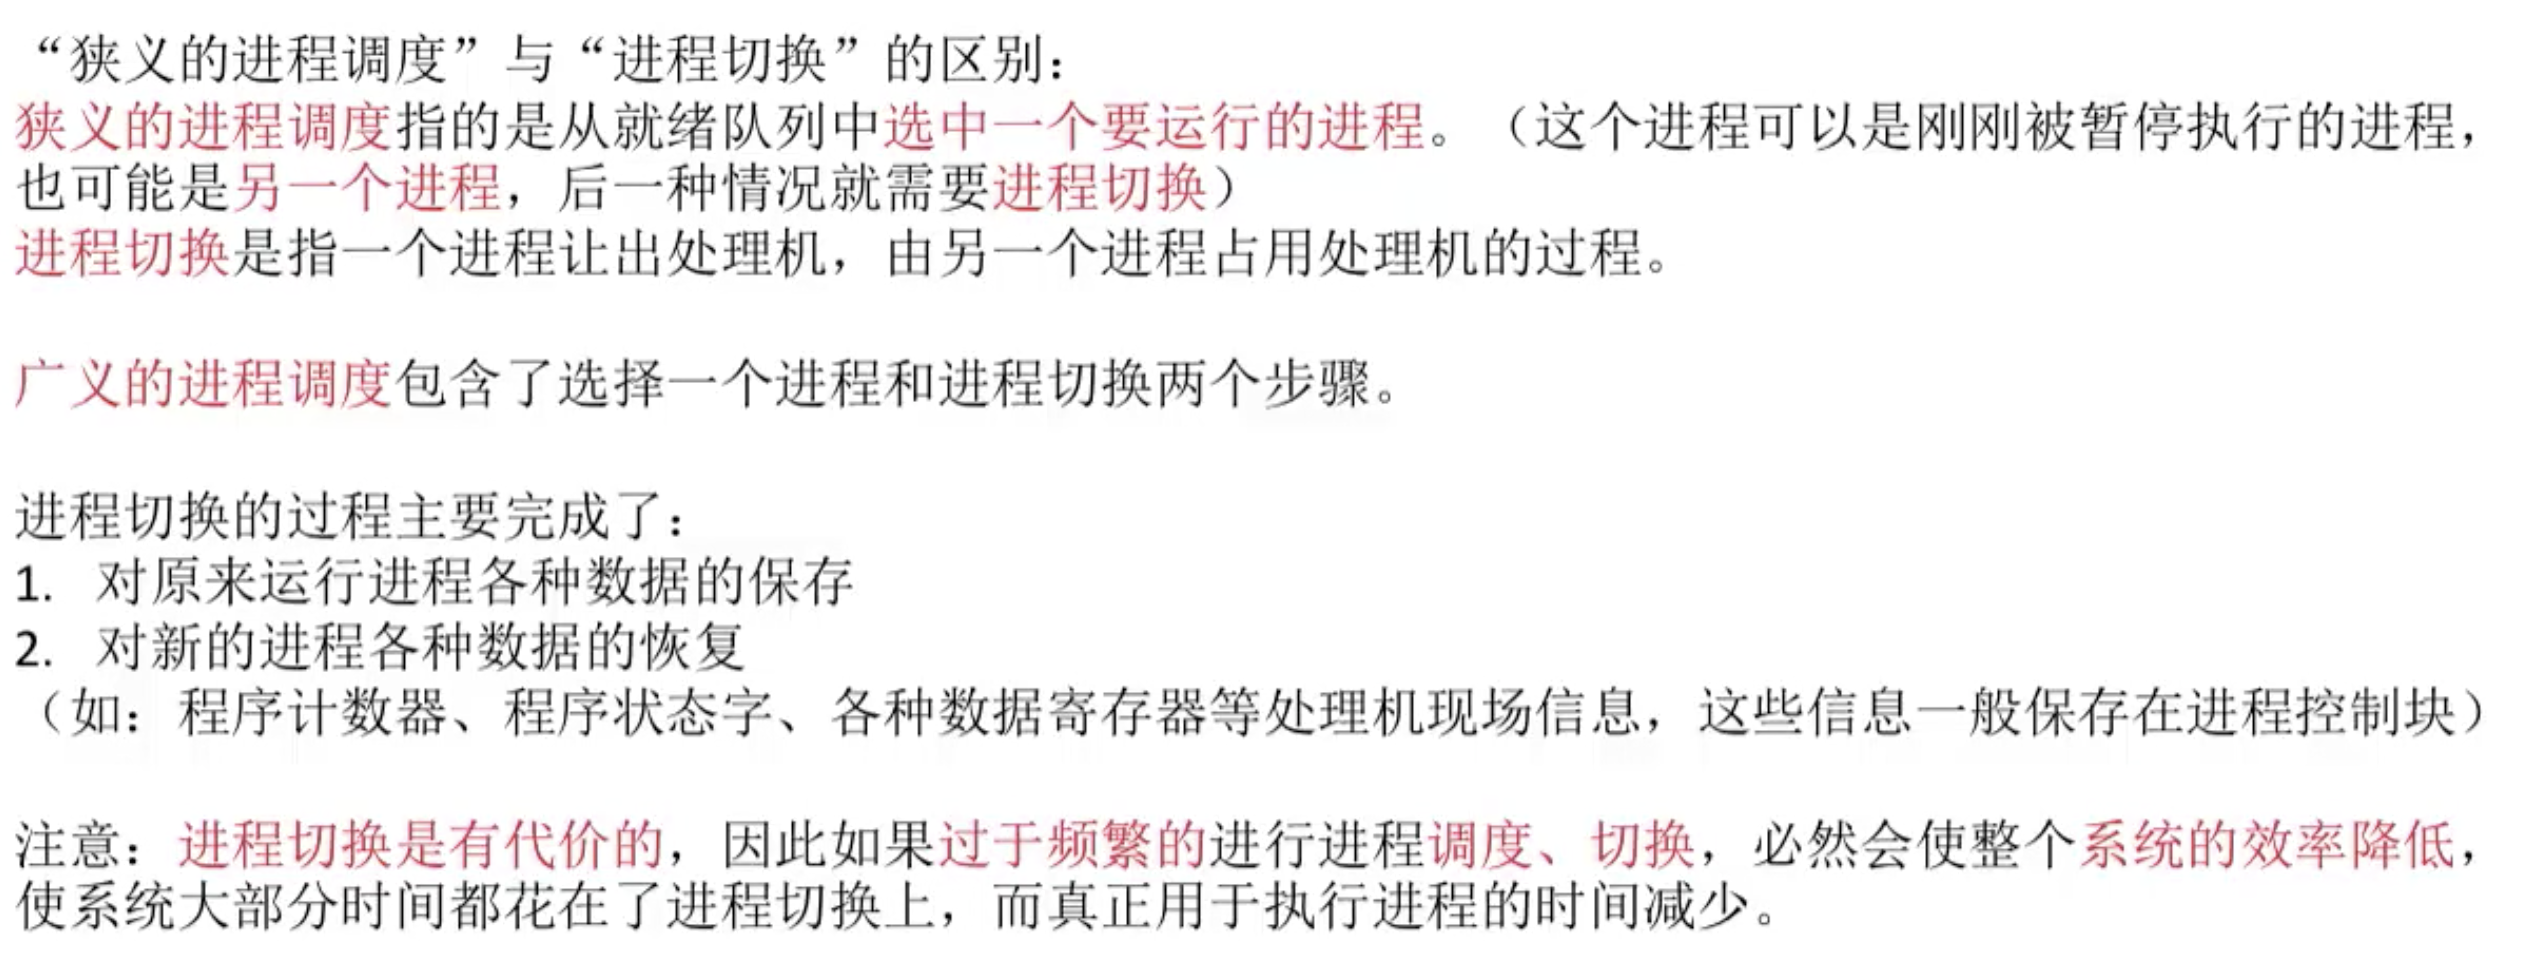 “狭义的进程调度”与“进程切换”的区别：
狭义的进程调度指的是从就绪队列中选中一个要运行的进程。（这个进程可以是刚刚被暂停执行的进程，
也可能是另一个进程，后一种情况就需要进程切换）
进程切换是指一个进程让出处理机，由另一个进程占用处理机的过程。
广义的进程调度包含了选择一个进程和进程切换两个步骤。
进程切换的过程主要完成了：
1. 对原来运行进程各种数据的保存
2. 对新的进程各种数据的恢复
（如：程序计数器、程序状态字、各种数据寄存器等处理机现场信息，这些信息一般保存在进程控制块）
注意：进程切换是有代价的，因此如果过于频繁的进行进程调度、切换，必然会使整个系统的效率降低，
使系统大部分时间都花在了进程切换上，而真正用于执行进程的时间减少。